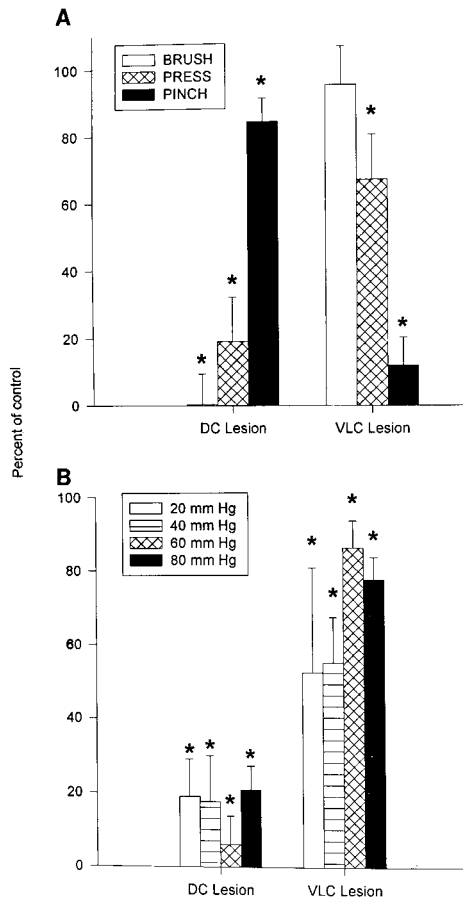 A
BRUSH
PRESS
PINCH
100
80
60
40
20
0
*
*
*
*
*
DC Lesion
VLC Lesion
Percent of control
B
20 mm Hg
40 mm Hg
60 mm Hg
80 mm Hg
100
80
60
40
20
0
*
*
*
*
*
*
*
*
DC Lesion
VLC Lesion